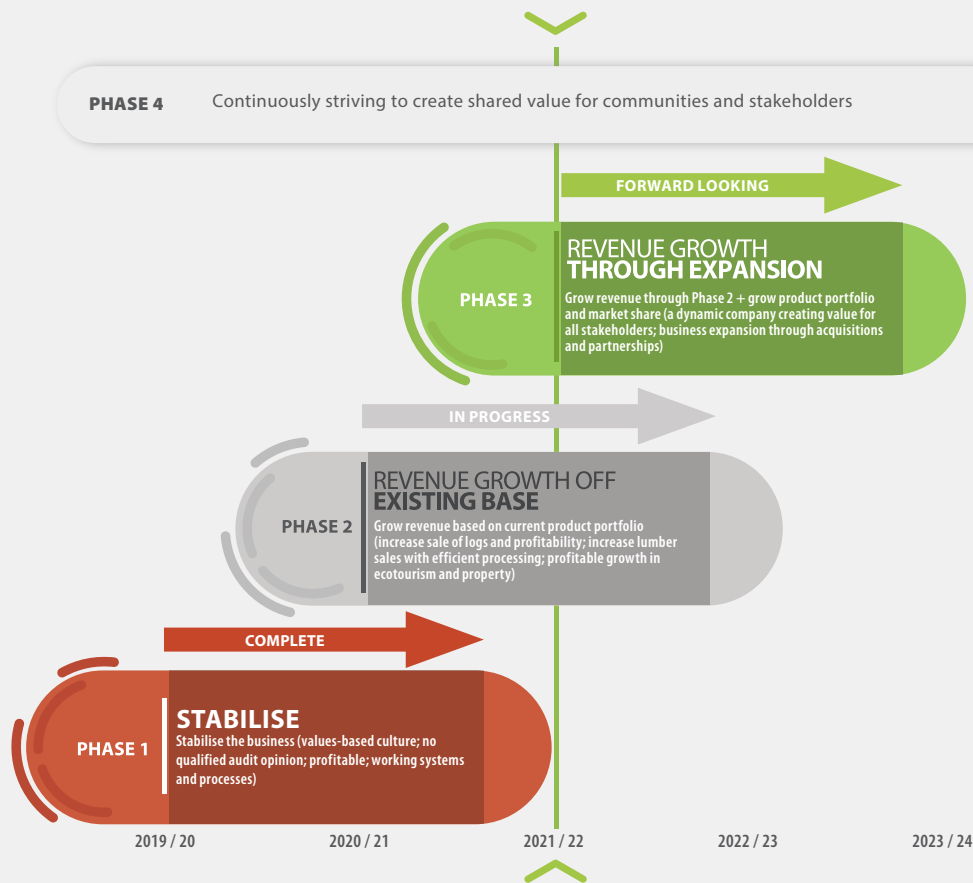 PHASE 4
Continuously striving to create shared value for communities and stakeholders
FORWARD LOOKING
PHASE 3
REVENUE GROWTH
THROUGH EXPANSION
Grow revenue through Phase 2 + grow product portfolio
and market share (a dynamic company creating value for
all stakeholders; business expansion through acquisitions
and partnerships)
IN PROGRESS
PHASE 2
REVENUE GROWTH OFF
EXISTING BASE
Grow revenue based on current product portfolio
(increase sale of logs and profitability; increase lumber
sales with efficient processing; profitable growth in
ecotourism and property)
COMPLETE
PHASE 1
STABILISE
Stabilise the business (values-based culture; no
qualified audit opinion; profitable; working systems
and processes)
2019 / 20
2020 / 21
2021 / 22
2022 / 23
2023 / 24